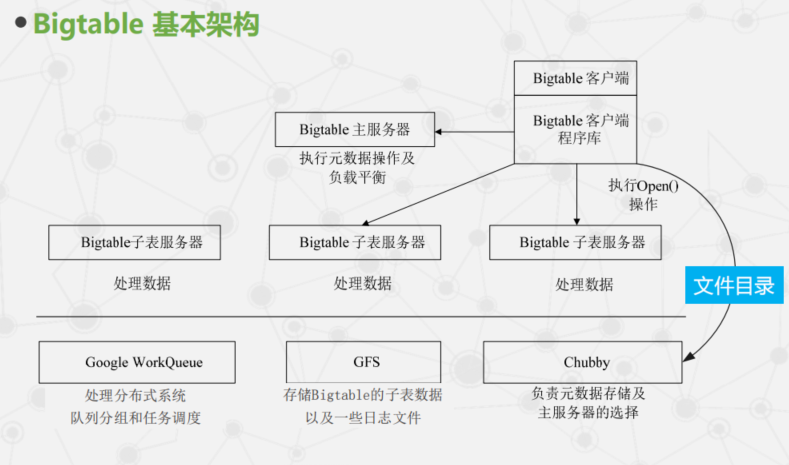 Bigtable 基本架构
Bigtable 客户端
Bigtable 客户端
程序库
Bigtable 主服务器
执行元数据操作及
负载平衡
执行Open()
操作
Bigtable子表服务器
Bigtable 子表服务器
Bigtable 子表服务器
处理数据
处理数据
处理数据
文件目录
Google WorkQueue
GFS
Chubby
处理分布式系统
队列分组和任务调度
存储Bigtable的子表数据
以及一些日志文件
负责元数据存储及
主服务器的选择